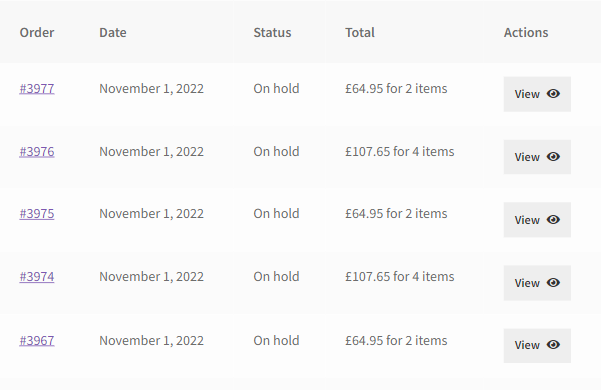 Order Date Status Total Actions
#3977 November 1, 2022 On hold £64.95 for 2 items View
#3976 November 1, 2022 On hold £107.65 for 4 items View
#3975 November 1, 2022 On hold £64.95 for 2 items View
#3974 November 1, 2022 On hold £107.65 for 4 items View
#3967 November 1, 2022 On hold £64.95 for 2 items View